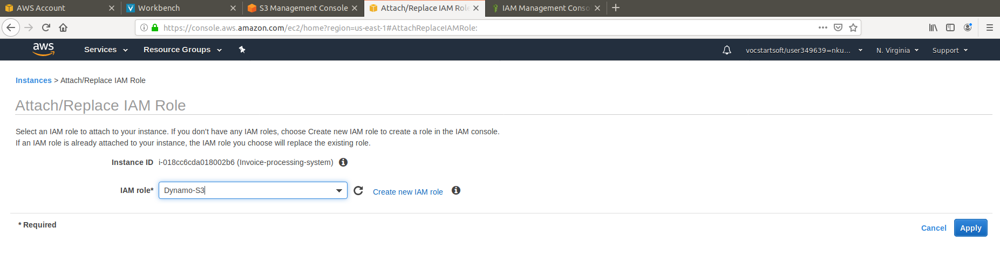 AWS Account
Workbench
S3 Management Console
Attach/Replace IAM Role
IAM Management Conso
https://console.aws.amazon.com/ec2/home?region=us-east-1#AttachReplaceIAMRole:
aws
Services
Resource Groups
vocstartsoft/user349639=nku...
N. Virginia
Support
Instances > Attach/Replace IAM Role
Attach/Replace IAM Role
Select an IAM role to attach to your instance. If you don't have any IAM roles, choose Create new IAM role to create a role in the IAM console.
If an IAM role is already attached to your instance, the IAM role you choose will replace the existing role.
Instance ID i-018cc6cda018002b6 (Invoice-processing-system)
IAM role* Dynamo-S3 Create new IAM role
* Required
Cancel
Apply